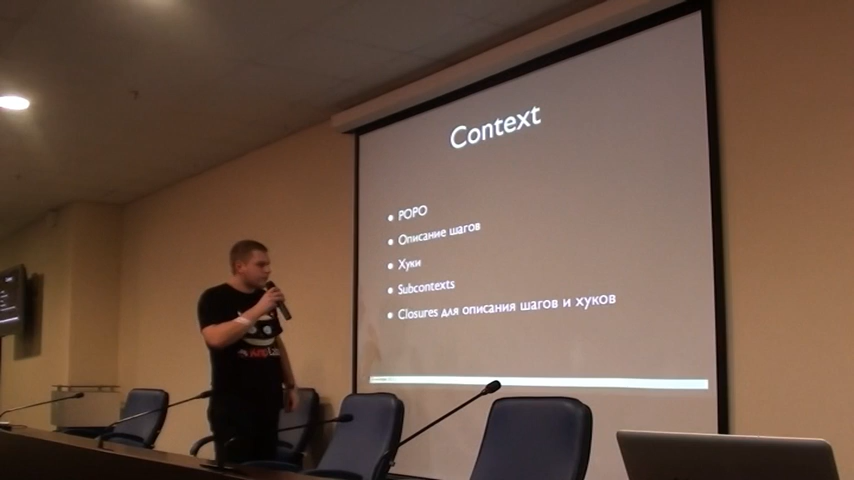 Context
POPO
Описание шагов
Хуки
Subcontexts
Closures для описания шагов и хуков